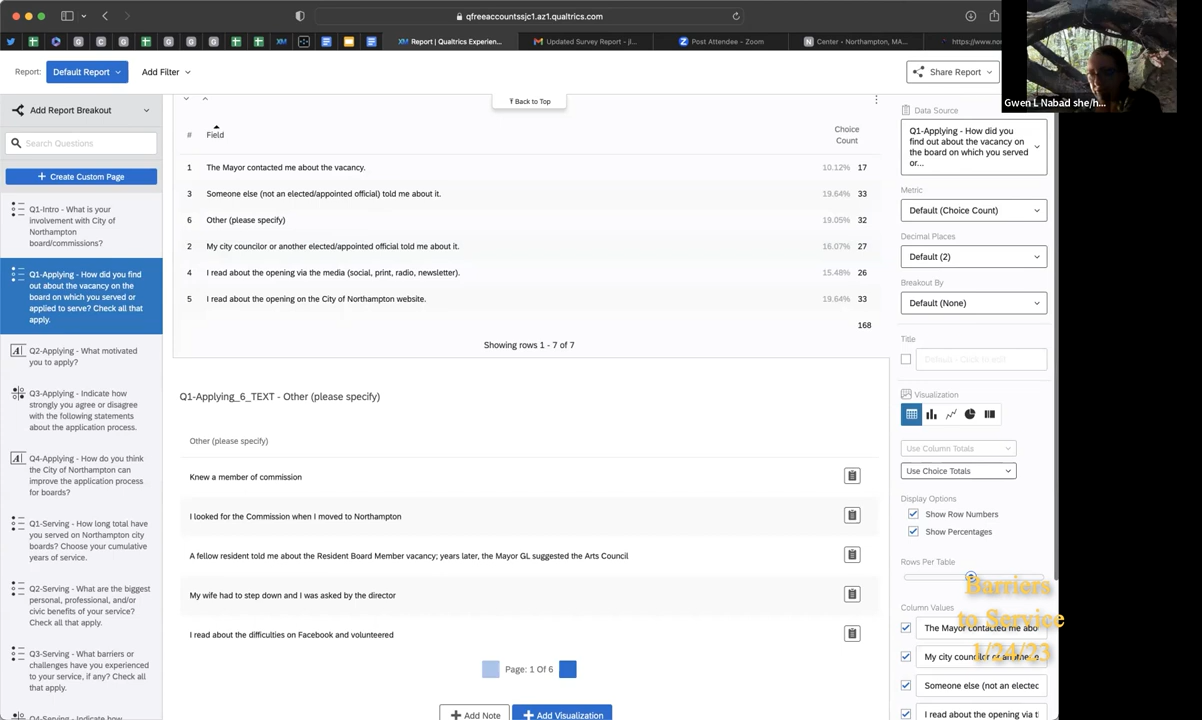 qfreeaccountssjc1.az1.qualtrics.com
XM Report | Qualtrics Experien...
Updated Survey Report - jl...
Post Attendee - Zoom
Center • Northampton, MA...
Report:
Default Report
Add Filter
Share Report
Gwen L Nabad she/h...
Add Report Breakout
Search Questions
+ Create Custom Page
Q1-Intro - What is your
involvement with City of
Northampton
board/commissions?
Q1-Applying - How did you find
out about the vacancy on the
board on which you served or
applied to serve? Check all that
apply.
Q2-Applying - What motivated
you to apply?
Q3-Applying - Indicate how
strongly you agree or disagree
with the following statements
about the application process.
Q4-Applying - How do you think
the City of Northampton can
improve the application process
for boards?
Q1-Serving - How long total have
you served on Northampton city
boards? Choose your cumulative
years of service.
Q2-Serving - What are the biggest
personal, professional, and/or
civic benefits of your service?
Check all that apply.
Q3-Serving - What barriers or
challenges have you experienced
to your service, if any? Check all
that apply.
Q4-Serving - Indicate how
Back to Top
# Field Choice Count
1 The Mayor contacted me about the vacancy. 10.12% 17
3 Someone else (not an elected/appointed official) told me about it. 19.64% 33
6 Other (please specify) 19.05% 32
2 My city councilor or another elected/appointed official told me about it. 16.07% 27
4 I read about the opening via the media (social, print, radio, newsletter). 15.48% 26
5 I read about the opening on the City of Northampton website. 19.64% 33
168
Showing rows 1 - 7 of 7
Q1-Applying_6_TEXT - Other (please specify)
Other (please specify)
Knew a member of commission
I looked for the Commission when I moved to Northampton
A fellow resident told me about the Resident Board Member vacancy; years later, the Mayor GL suggested the Arts Council
My wife had to step down and I was asked by the director
I read about the difficulties on Facebook and volunteered
Page: 1 Of 6
+ Add Note
+ Add Visualization
Data Source
Q1-Applying - How did you
find out about the vacancy on
the board on which you served
or...
Metric
Default (Choice Count)
Decimal Places
Default (2)
Breakout By
Default (None)
Title
Default - Click to edit
Visualization
Use Column Totals
Use Choice Totals
Display Options
Show Row Numbers
Show Percentages
Rows Per Table
Column Values
The Mayor contacted me abo
My city councilor or another e
Someone else (not an electec
I read about the opening via tl
Barriers
to Service
1/24/23